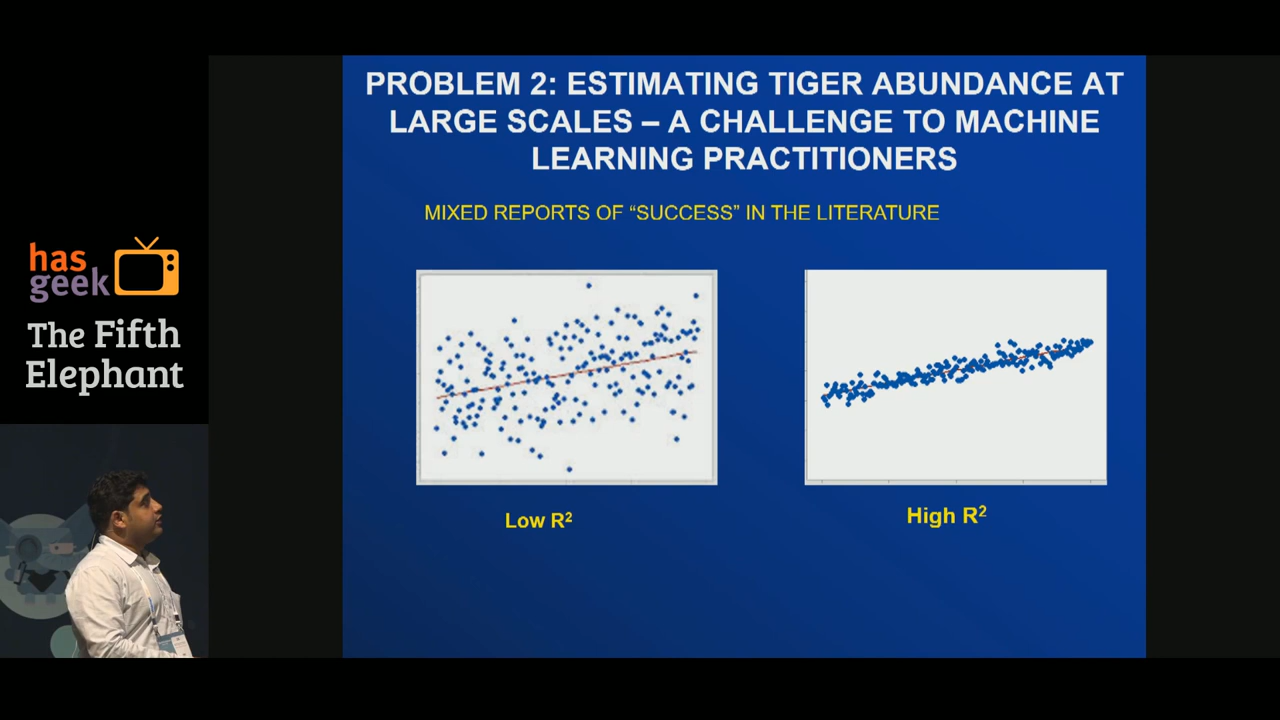 PROBLEM 2: ESTIMATING TIGER ABUNDANCE AT
LARGE SCALES – A CHALLENGE TO MACHINE
LEARNING PRACTITIONERS
MIXED REPORTS OF “SUCCESS” IN THE LITERATURE
has
geek
The Fifth
Elephant
Low R²
High R²